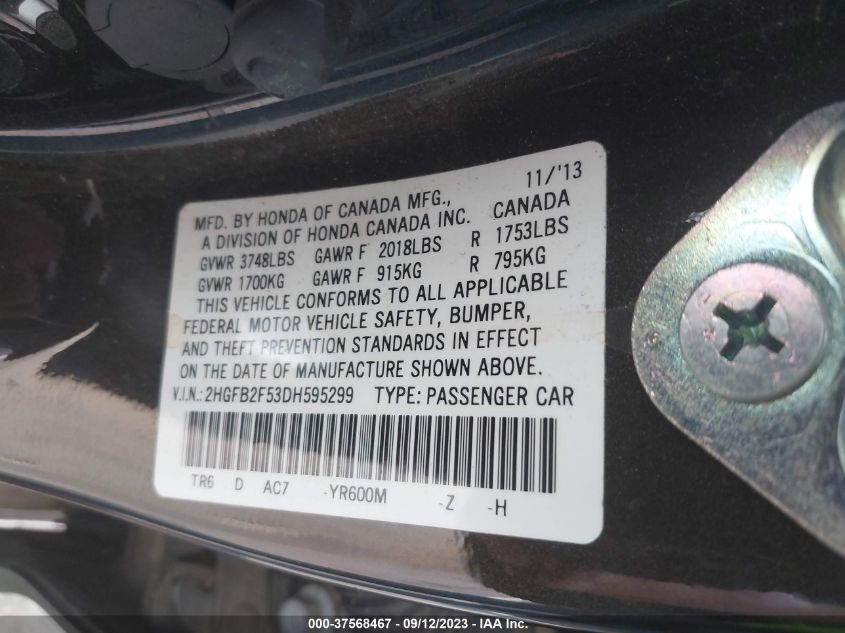 11/'13
MFD. BY HONDA OF CANADA MFG.,
A DIVISION OF HONDA CANADA INC. CANADA
GVWR 3748LBS GAWR F 2018LBS R 1753LBS
GVWR 1700KG GAWR F 915KG R 795KG
THIS VEHICLE CONFORMS TO ALL APPLICABLE
FEDERAL MOTOR VEHICLE SAFETY, BUMPER,
AND THEFT PREVENTION STANDARDS IN EFFECT
ON THE DATE OF MANUFACTURE SHOWN ABOVE.
V.I.N.: 2HGFB2F53DH595299 TYPE: PASSENGER CAR
TR6 D AC7 -YR600M -Z -H
000-37568467 - 09/12/2023 - IAA Inc.